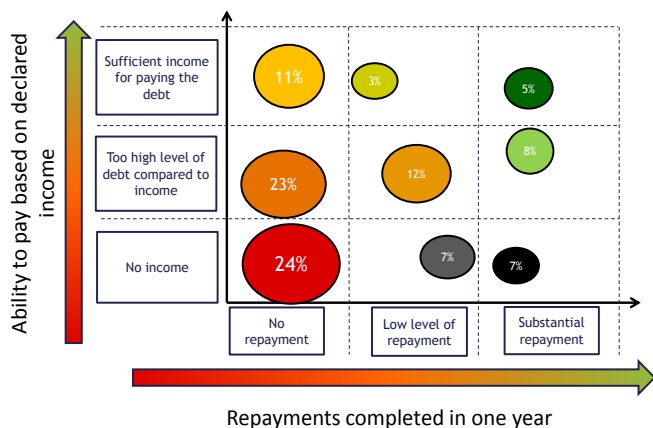 Ability to pay based on declared
income
Sufficient income
for paying the
debt
11%
3%
5%
Too high level of
debt compared to
income
23%
12%
8%
No income
24%
7%
7%
No
repayment
Low level of
repayment
Substantial
repayment
Repayments completed in one year